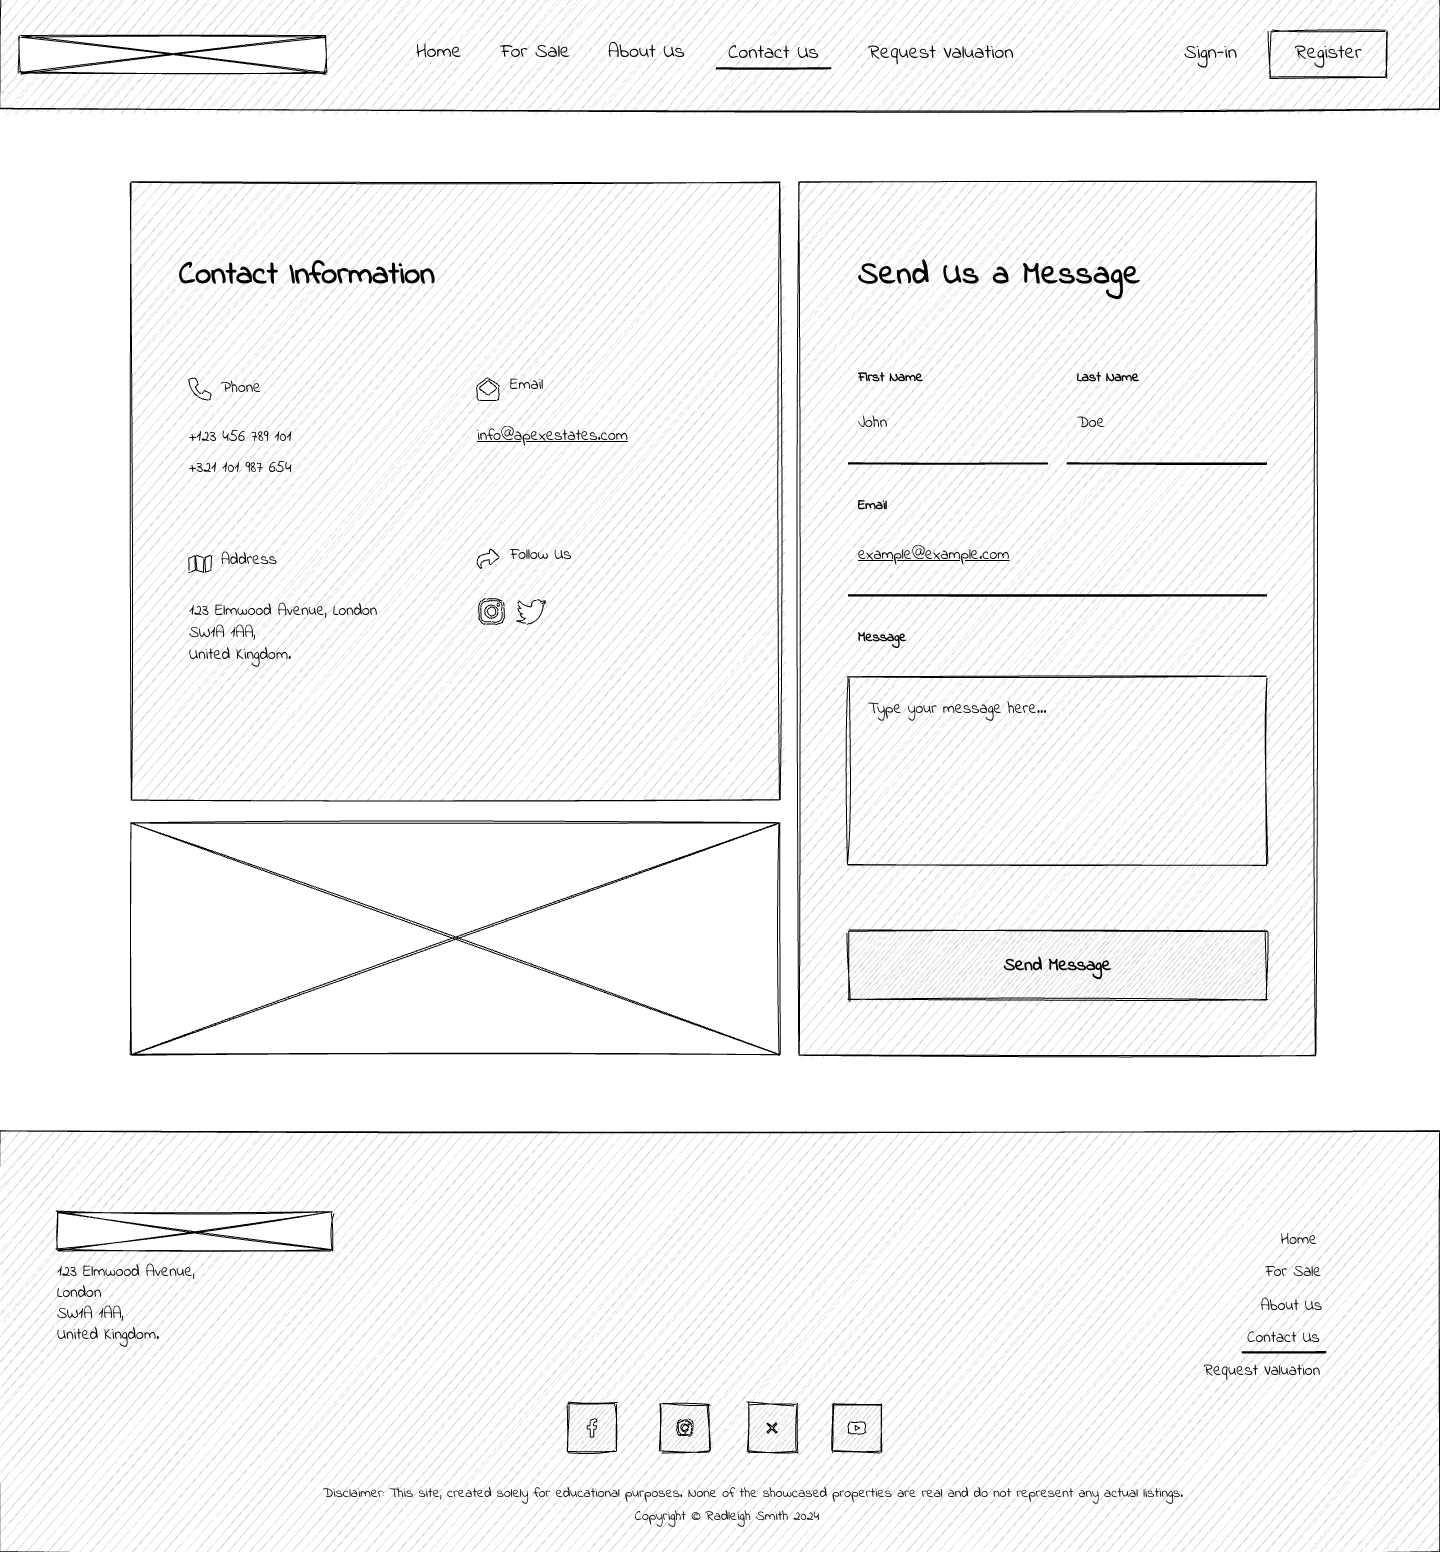 Home For Sale About Us Contact Us Request Valuation Sign-in Register
Contact Information
Phone
+123 456 789 101
+321 101 987 654
Email
info@apexestates.com
Address
123 Elmwood Avenue, London
SW1A 1AA,
United Kingdom.
Follow Us
Send Us a Message
First Name Last Name
John Doe
Email
example@example.com
Message
Type your message here...
Send Message
123 Elmwood Avenue,
London
SW1A 1AA,
United Kingdom.
Home
For Sale
About Us
Contact Us
Request Valuation
Disclaimer: This site, created solely for educational purposes. None of the showcased properties are real and do not represent any actual listings.
Copyright © Radleigh Smith 2024